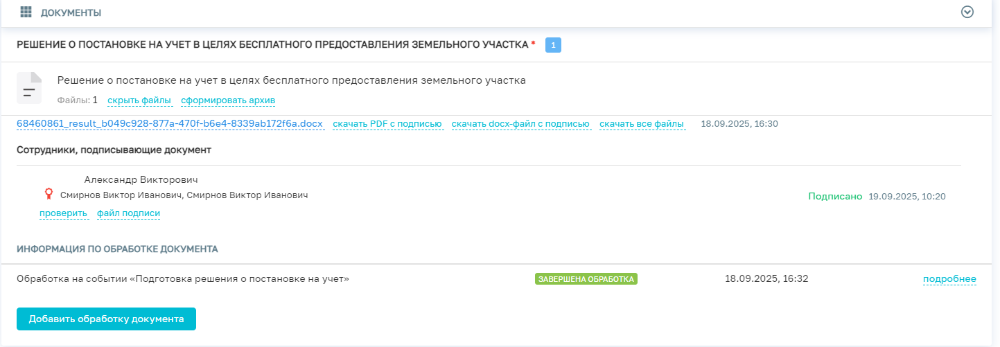 ДОКУМЕНТЫ
РЕШЕНИЕ О ПОСТАНОВКЕ НА УЧЕТ В ЦЕЛЯХ БЕСПЛАТНОГО ПРЕДОСТАВЛЕНИЯ ЗЕМЕЛЬНОГО УЧАСТКА * 1
Решение о постановке на учет в целях бесплатного предоставления земельного участка
Файлы: 1 скрыть файлы сформировать архив
68460861_result_b049c928-877a-470f-b6e4-8339ab172f6a.docx скачать PDF с подписью скачать docx-файл с подписью скачать все файлы 18.09.2025, 16:30
Сотрудники, подписывающие документ
Александр Викторович
Смирнов Виктор Иванович, Смирнов Виктор Иванович Подписано 19.09.2025, 10:20
проверить файл подписи
ИНФОРМАЦИЯ ПО ОБРАБОТКЕ ДОКУМЕНТА
Обработка на событии «Подготовка решения о постановке на учет» ЗАВЕРШЕНА ОБРАБОТКА 18.09.2025, 16:32 подробнее
Добавить обработку документа